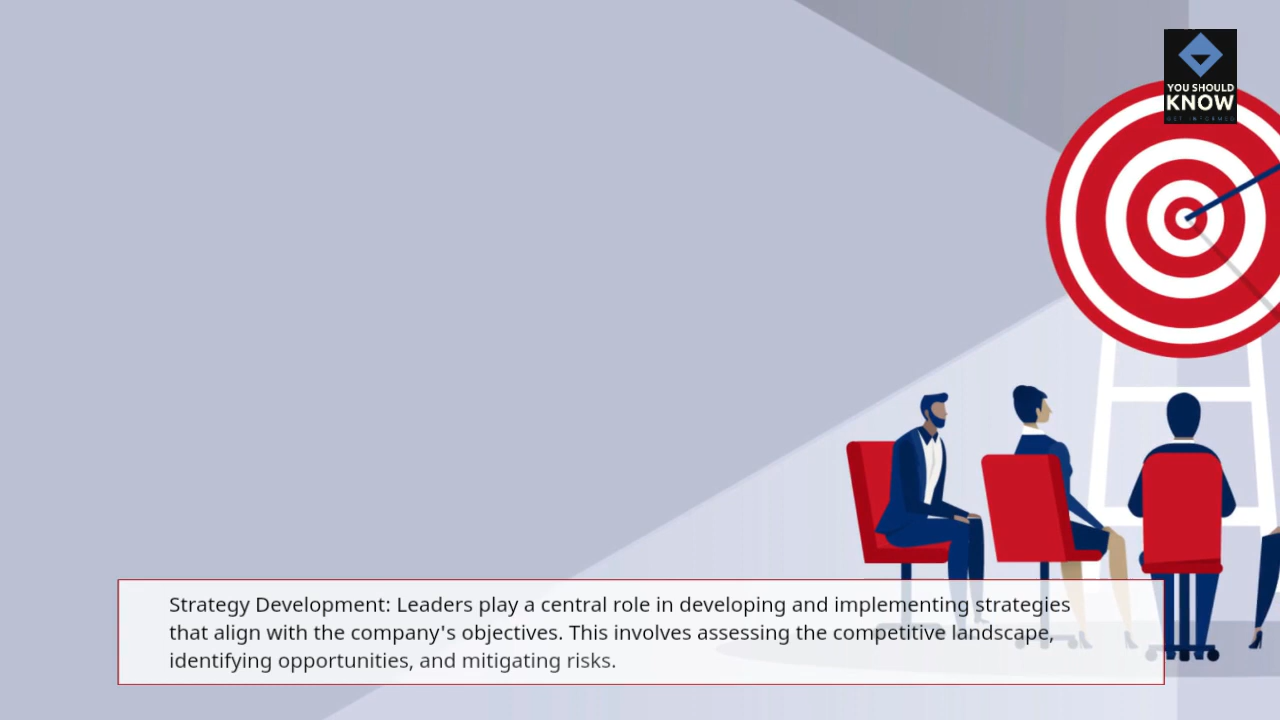 YOU SHOULD
KNOW
GET INFORMED
Strategy Development: Leaders play a central role in developing and implementing strategies
that align with the company's objectives. This involves assessing the competitive landscape,
identifying opportunities, and mitigating risks.